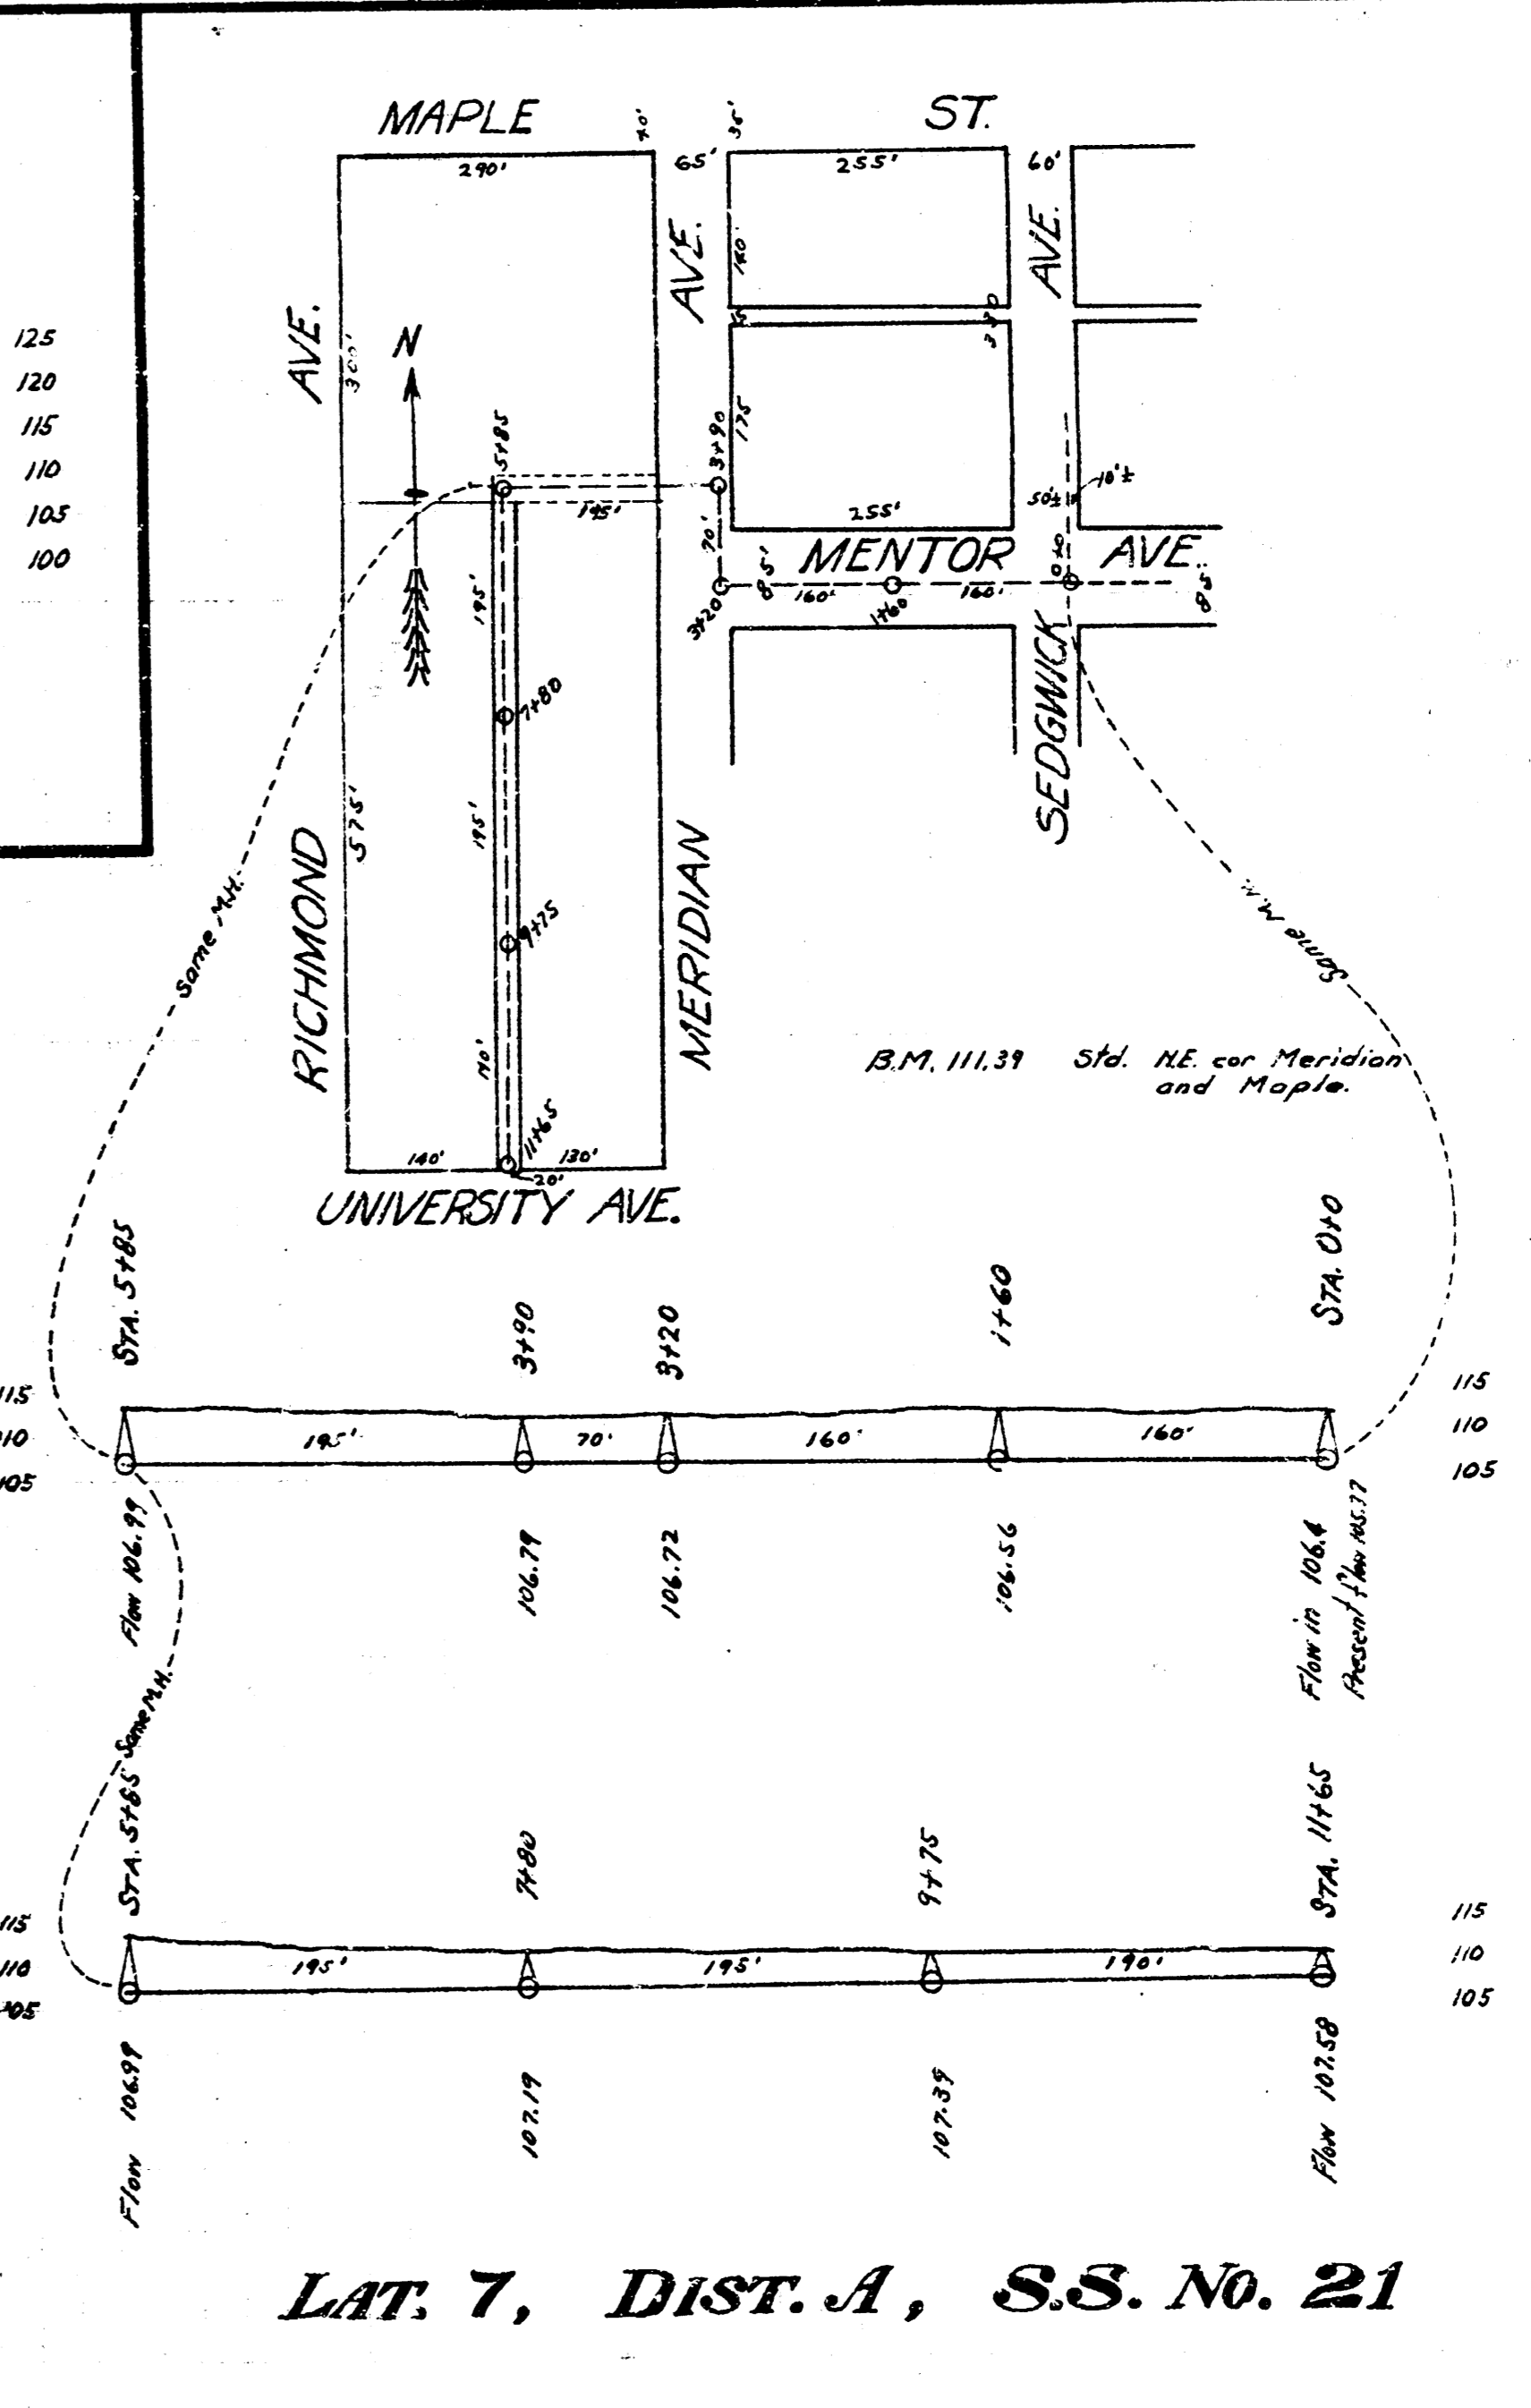 MAPLE ST.
40' 35'
290' 65' 255' 60'
AVE. AVE. AVE.
140'
125
120
115
110
105
100
300'
N
15
3+90
175
5+85
195'
50'± 10'±
255'
70'
MENTOR AVE.
85' 85'
0+0
160' 160'
3+20 1+60
195'
7+80
SEDGWICK
575'
195'
RICHMOND
MERIDIAN
Same M.H.
Same M.H.
9+75
B.M. 111.39 Std. N.E. cor Meridian
and Maple.
190'
11+65
140' 130'
20'
UNIVERSITY AVE.
STA. 5+85 3+90 3+20 1+60 STA. 0+0
115 115
110 110
105 105
195' 70' 160' 160'
Flow 106.99 106.79 106.72 106.56 Flow in 106.4
Present flow 105.77
Same M.H.
STA. 5+85 7+80 9+75 STA. 11+65
115 115
110 110
105 105
195' 195' 190'
Flow 106.99 107.19 107.39 Flow 107.58
LAT. 7, DIST. A, S.S. No. 21